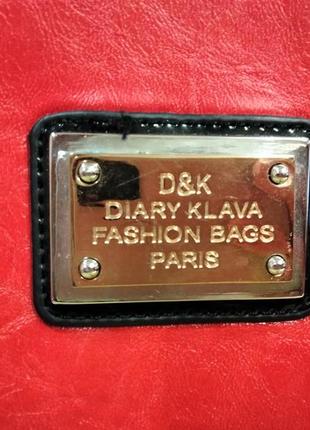 D&K
DIARY KLAVA
FASHION BAGS
PARIS